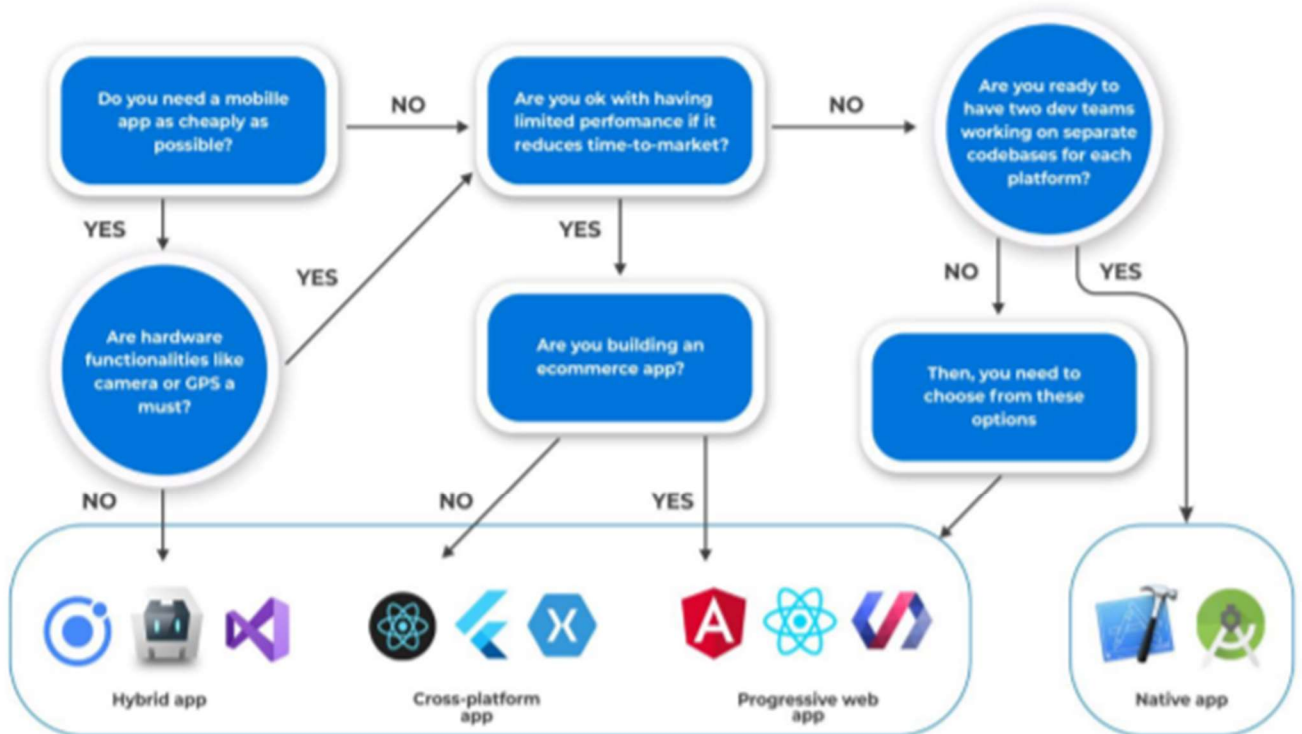 Do you need a mobille
app as cheaply as
possible?
NO
Are you ok with having
limited perfomance if it
reduces time-to-market?
NO
Are you ready to
have two dev teams
working on separate
codebases for each
platform?
YES
YES
YES
NO
YES
Are hardware
functionalities like
camera or GPS a
must?
Are you building an
ecommerce app?
Then, you need to
choose from these
options
NO
NO
YES
Hybrid app
Cross-platform
app
Progressive web
app
Native app